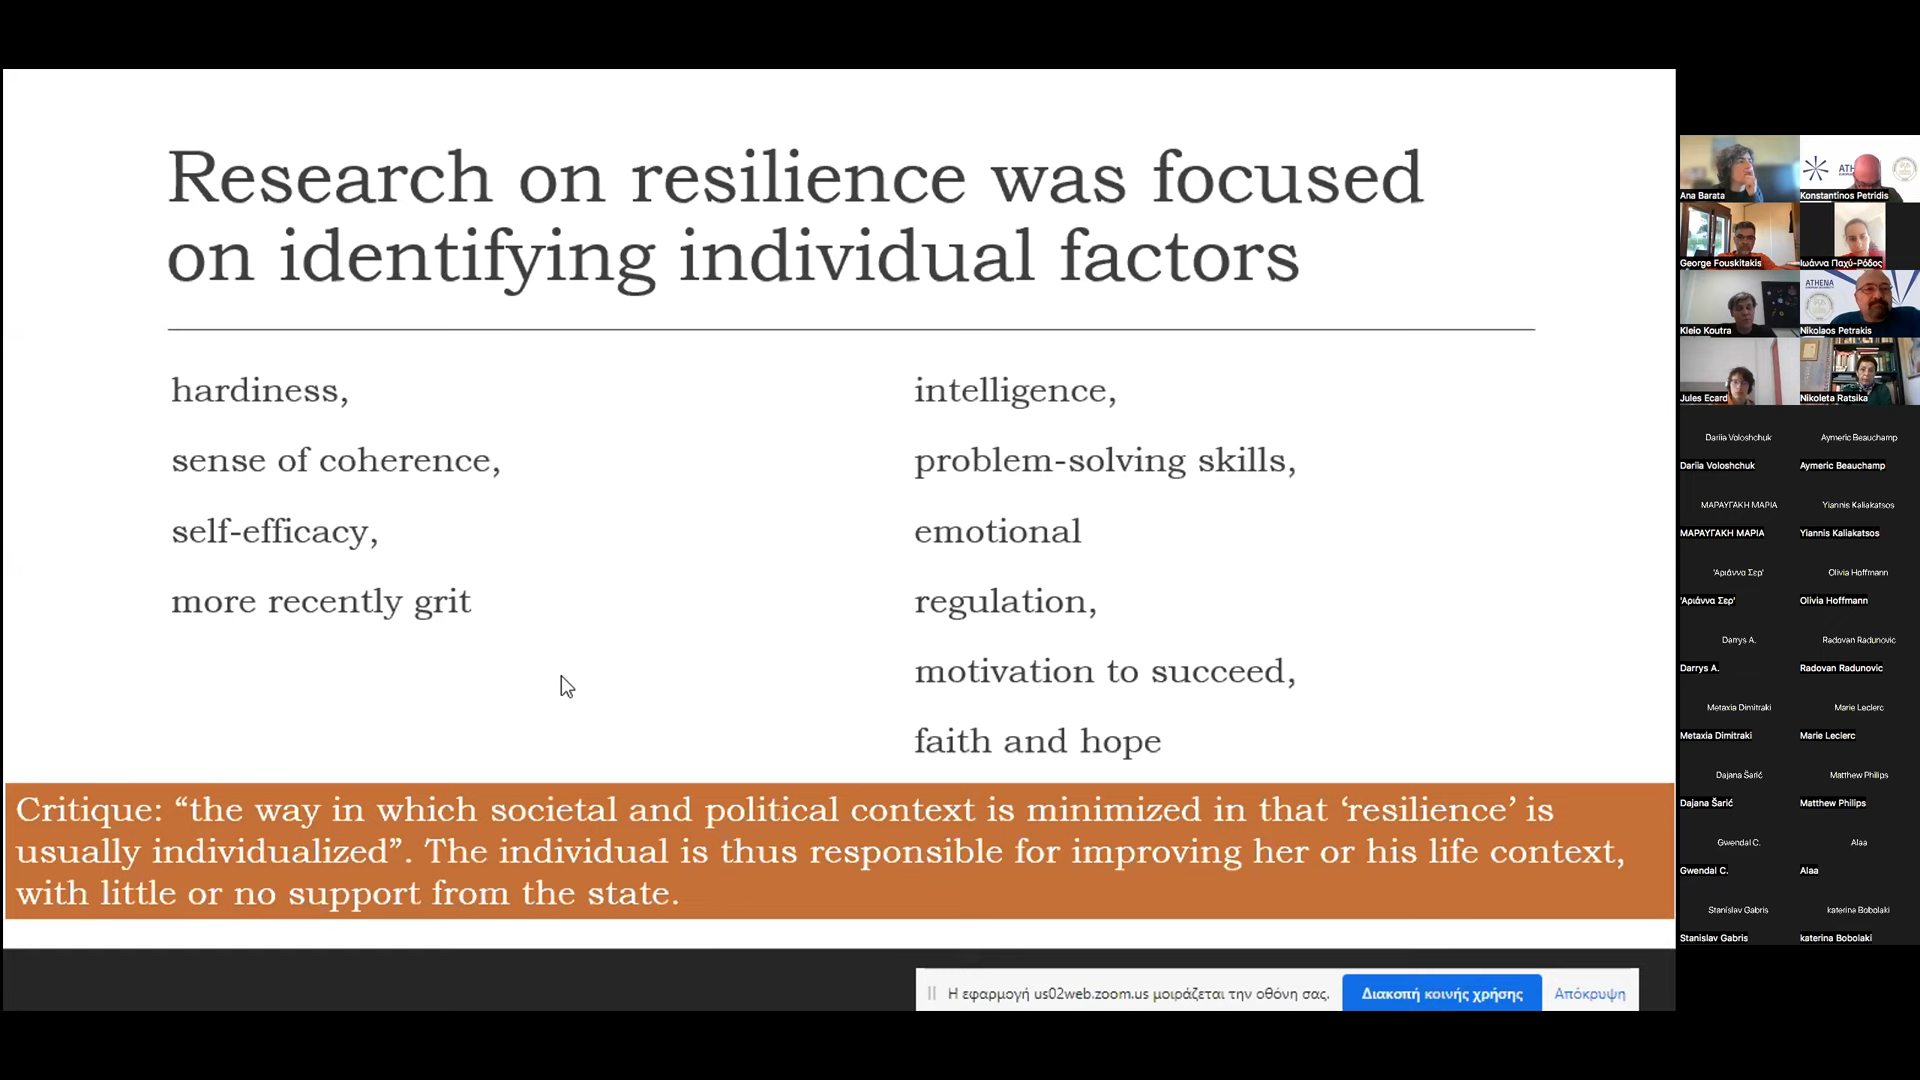 Research on resilience was focused
on identifying individual factors
hardiness,
sense of coherence,
self-efficacy,
more recently grit
intelligence,
problem-solving skills,
emotional
regulation,
motivation to succeed,
faith and hope
Critique: “the way in which societal and political context is minimized in that ‘resilience’ is
usually individualized”. The individual is thus responsible for improving her or his life context,
with little or no support from the state.
Η εφαρμογή us02web.zoom.us μοιράζεται την οθόνη σας.
Διακοπή κοινής χρήσης
Απόκρυψη
Ana Barata
Konstantinos Petridis
George Fouskitakis
Ιωάννα Παχύ-Ρόδος
ATHENA
Kleio Koutra
Nikolaos Petrakis
Jules Ecard
Nikoleta Ratsika
Dariia Voloshchuk
Aymeric Beauchamp
Dariia Voloshchuk
Aymeric Beauchamp
ΜΑΡΑΥΓΑΚΗ ΜΑΡΙΑ
Yiannis Kaliakatsos
ΜΑΡΑΥΓΑΚΗ ΜΑΡΙΑ
Yiannis Kaliakatsos
'Αριάννα Σερ'
Olivia Hoffmann
'Αριάννα Σερ'
Olivia Hoffmann
Darrys A.
Radovan Radunovic
Darrys A.
Radovan Radunovic
Metaxia Dimitraki
Marie Leclerc
Metaxia Dimitraki
Marie Leclerc
Dajana Šarić
Matthew Philips
Dajana Šarić
Matthew Philips
Gwendal C.
Alaa
Gwendal C.
Alaa
Stanislav Gabris
katerina Bobolaki
Stanislav Gabris
katerina Bobolaki